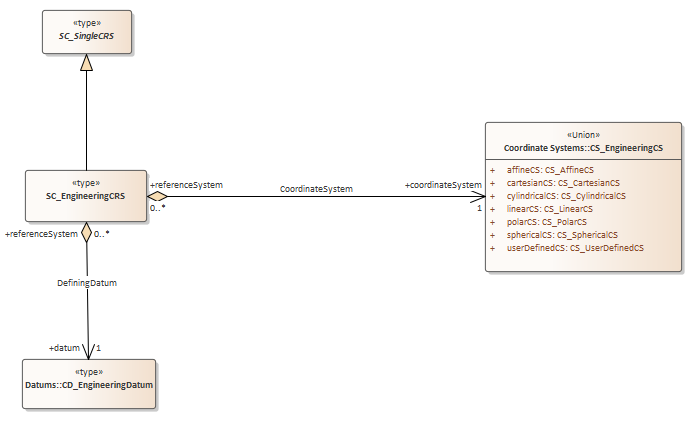 «type»
SC_SingleCRS
«type»
SC_EngineeringCRS
+referenceSystem
0..*
CoordinateSystem
+coordinateSystem
1
«Union»
Coordinate Systems::CS_EngineeringCS
+ affineCS: CS_AffineCS
+ cartesianCS: CS_CartesianCS
+ cylindricalCS: CS_CylindricalCS
+ linearCS: CS_LinearCS
+ polarCS: CS_PolarCS
+ sphericalCS: CS_SphericalCS
+ userDefinedCS: CS_UserDefinedCS
+referenceSystem
0..*
DefiningDatum
+datum
1
«type»
Datums::CD_EngineeringDatum